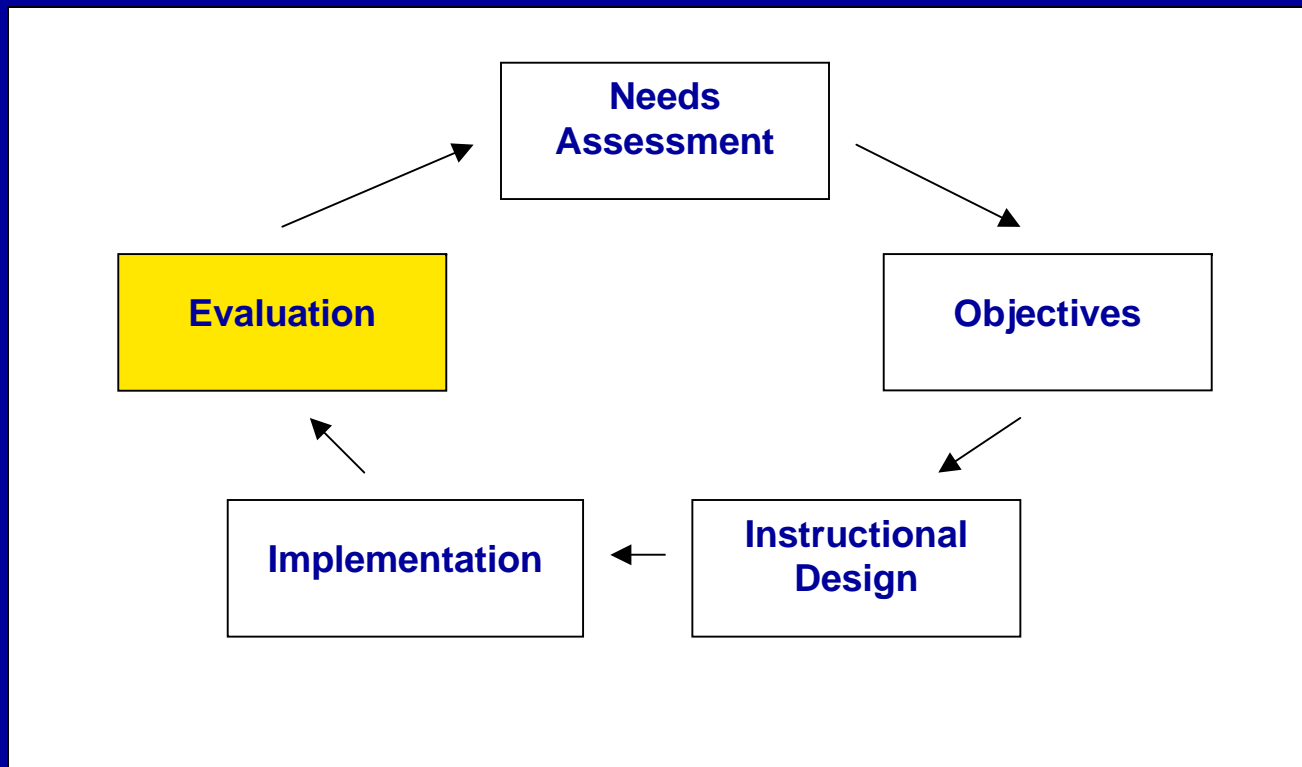 Needs
Assessment
Evaluation
Objectives
Implementation
Instructional
Design